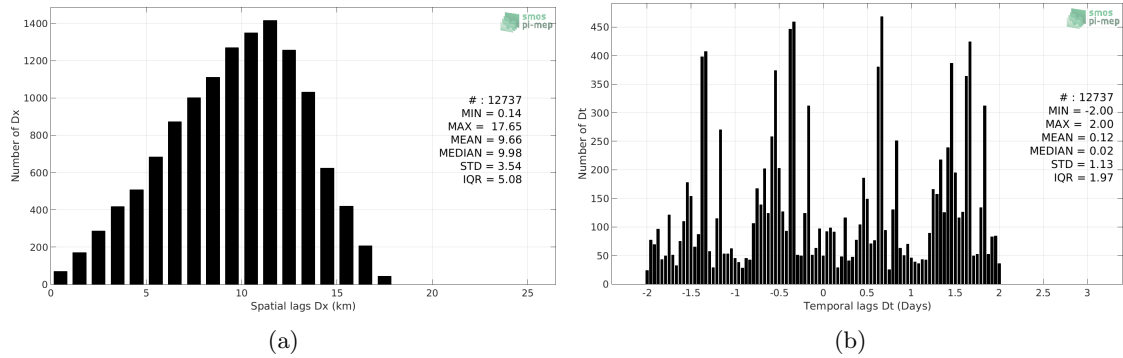 1400
1200
1000
800
600
400
200
0
Number of Dx
smos
pi-mep
# : 12737
MIN = 0.14
MAX = 17.65
MEAN = 9.66
MEDIAN = 9.98
STD = 3.54
IQR = 5.08
0 5 10 15 20 25
Spatial lags Dx (km)
(a)
450
400
350
300
250
200
150
100
50
0
Number of Dt
smos
pi-mep
# : 12737
MIN = -2.00
MAX = 2.00
MEAN = 0.12
MEDIAN = 0.02
STD = 1.13
IQR = 1.97
-2 -1.5 -1 -0.5 0 0.5 1 1.5 2 2.5 3
Temporal lags Dt (Days)
(b)